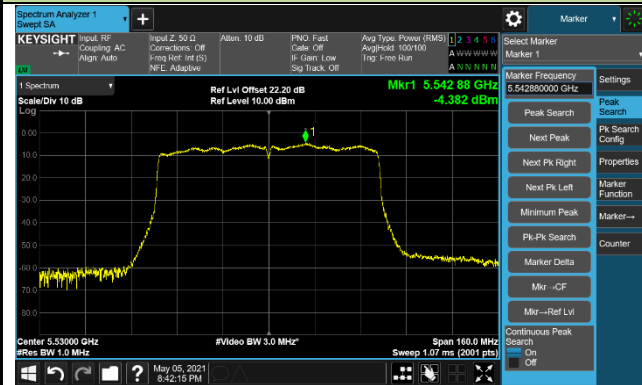 Spectrum Analyzer 1
Swept SA
Marker
KEYSIGHT
Input: RF
Coupling: AC
Align: Auto
Input Z: 50 Ω
Corrections: Off
Freq Ref: Int (S)
NFE: Adaptive
Atten: 10 dB
PNO: Fast
Gate: Off
IF Gain: Low
Sig Track: Off
Avg Type: Power (RMS)
Avg|Hold: 100/100
Trig: Free Run
1 2 3 4 5 6
A W W W W W
A N N N N N
Select Marker
Marker 1
1 Spectrum
Scale/Div 10 dB
Ref Lvl Offset 22.20 dB
Ref Level 10.00 dBm
Mkr1 5.542 88 GHz
-4.382 dBm
Log
0.00
10.0
20.0
30.0
40.0
50.0
60.0
70.0
80.0
1
Marker Frequency
5.542880000 GHz
Peak Search
Next Peak
Next Pk Right
Next Pk Left
Minimum Peak
Pk-Pk Search
Marker Delta
Mkr→CF
Mkr→Ref Lvl
Continuous Peak
Search
On
Off
Settings
Peak
Search
Pk Search
Config
Properties
Marker
Function
Marker→
Counter
Center 5.53000 GHz
#Res BW 1.0 MHz
#Video BW 3.0 MHz*
Span 160.0 MHz
Sweep 1.07 ms (2001 pts)
May 05, 2021
8:42:15 PM